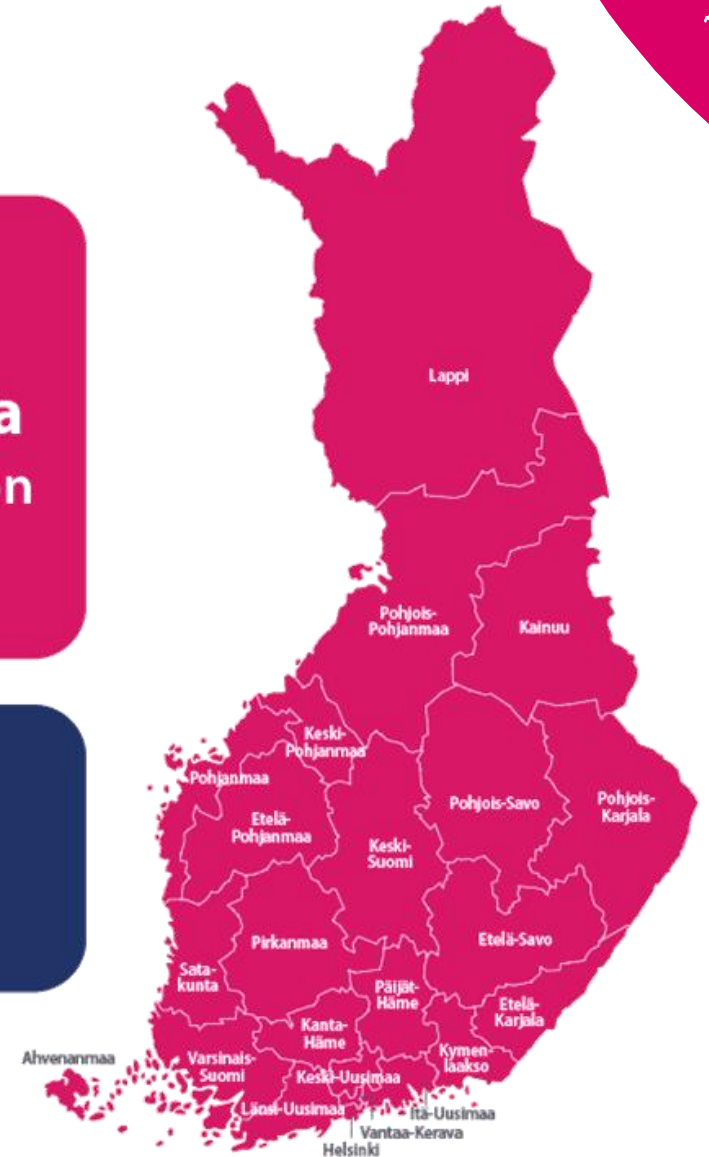 a
n
Lappi
Pohjois-
Pohjanmaa
Kainuu
Keski-
Pohjanmaa
Pohjanmaa
Etelä-
Pohjanmaa
Keski-
Suomi
Pohjois-Savo
Pohjois-
Karjala
Pirkanmaa
Etelä-Savo
Sata-
kunta
Päijät-
Häme
Etelä-
Karjala
Kanta-
Häme
Kymen-
laakso
Ahvenanmaa
Varsinais-
Suomi
Keski-Uusimaa
Länsi-Uusimaa
Itä-Uusimaa
Vantaa-Kerava
Helsinki